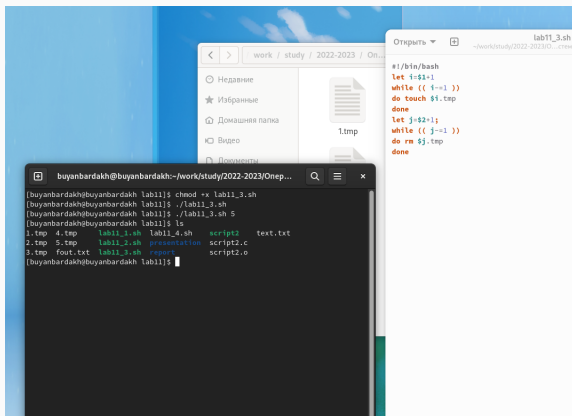 work / study / 2022-2023 / On...
Недавние
Избранные
Домашняя папка
Видео
Документы
1.tmp
Открыть
lab11_3.sh
#!/bin/bash
let i=$1+1
while (( i-=1 ))
do touch $i.tmp
done
let j=$2+1;
while (( j-=1 ))
do rm $j.tmp
done
buyanbardakh@buyanbardakh:~/work/study/2022-2023/Опер...
[buyanbardakh@buyanbardakh lab11]$ chmod +x lab11_3.sh
[buyanbardakh@buyanbardakh lab11]$ ./lab11_3.sh
[buyanbardakh@buyanbardakh lab11]$ ./lab11_3.sh 5
[buyanbardakh@buyanbardakh lab11]$ ls
1.tmp 4.tmp lab11_1.sh lab11_4.sh script2 text.txt
2.tmp 5.tmp lab11_2.sh presentation script2.c
3.tmp fout.txt lab11_3.sh report script2.o
[buyanbardakh@buyanbardakh lab11]$